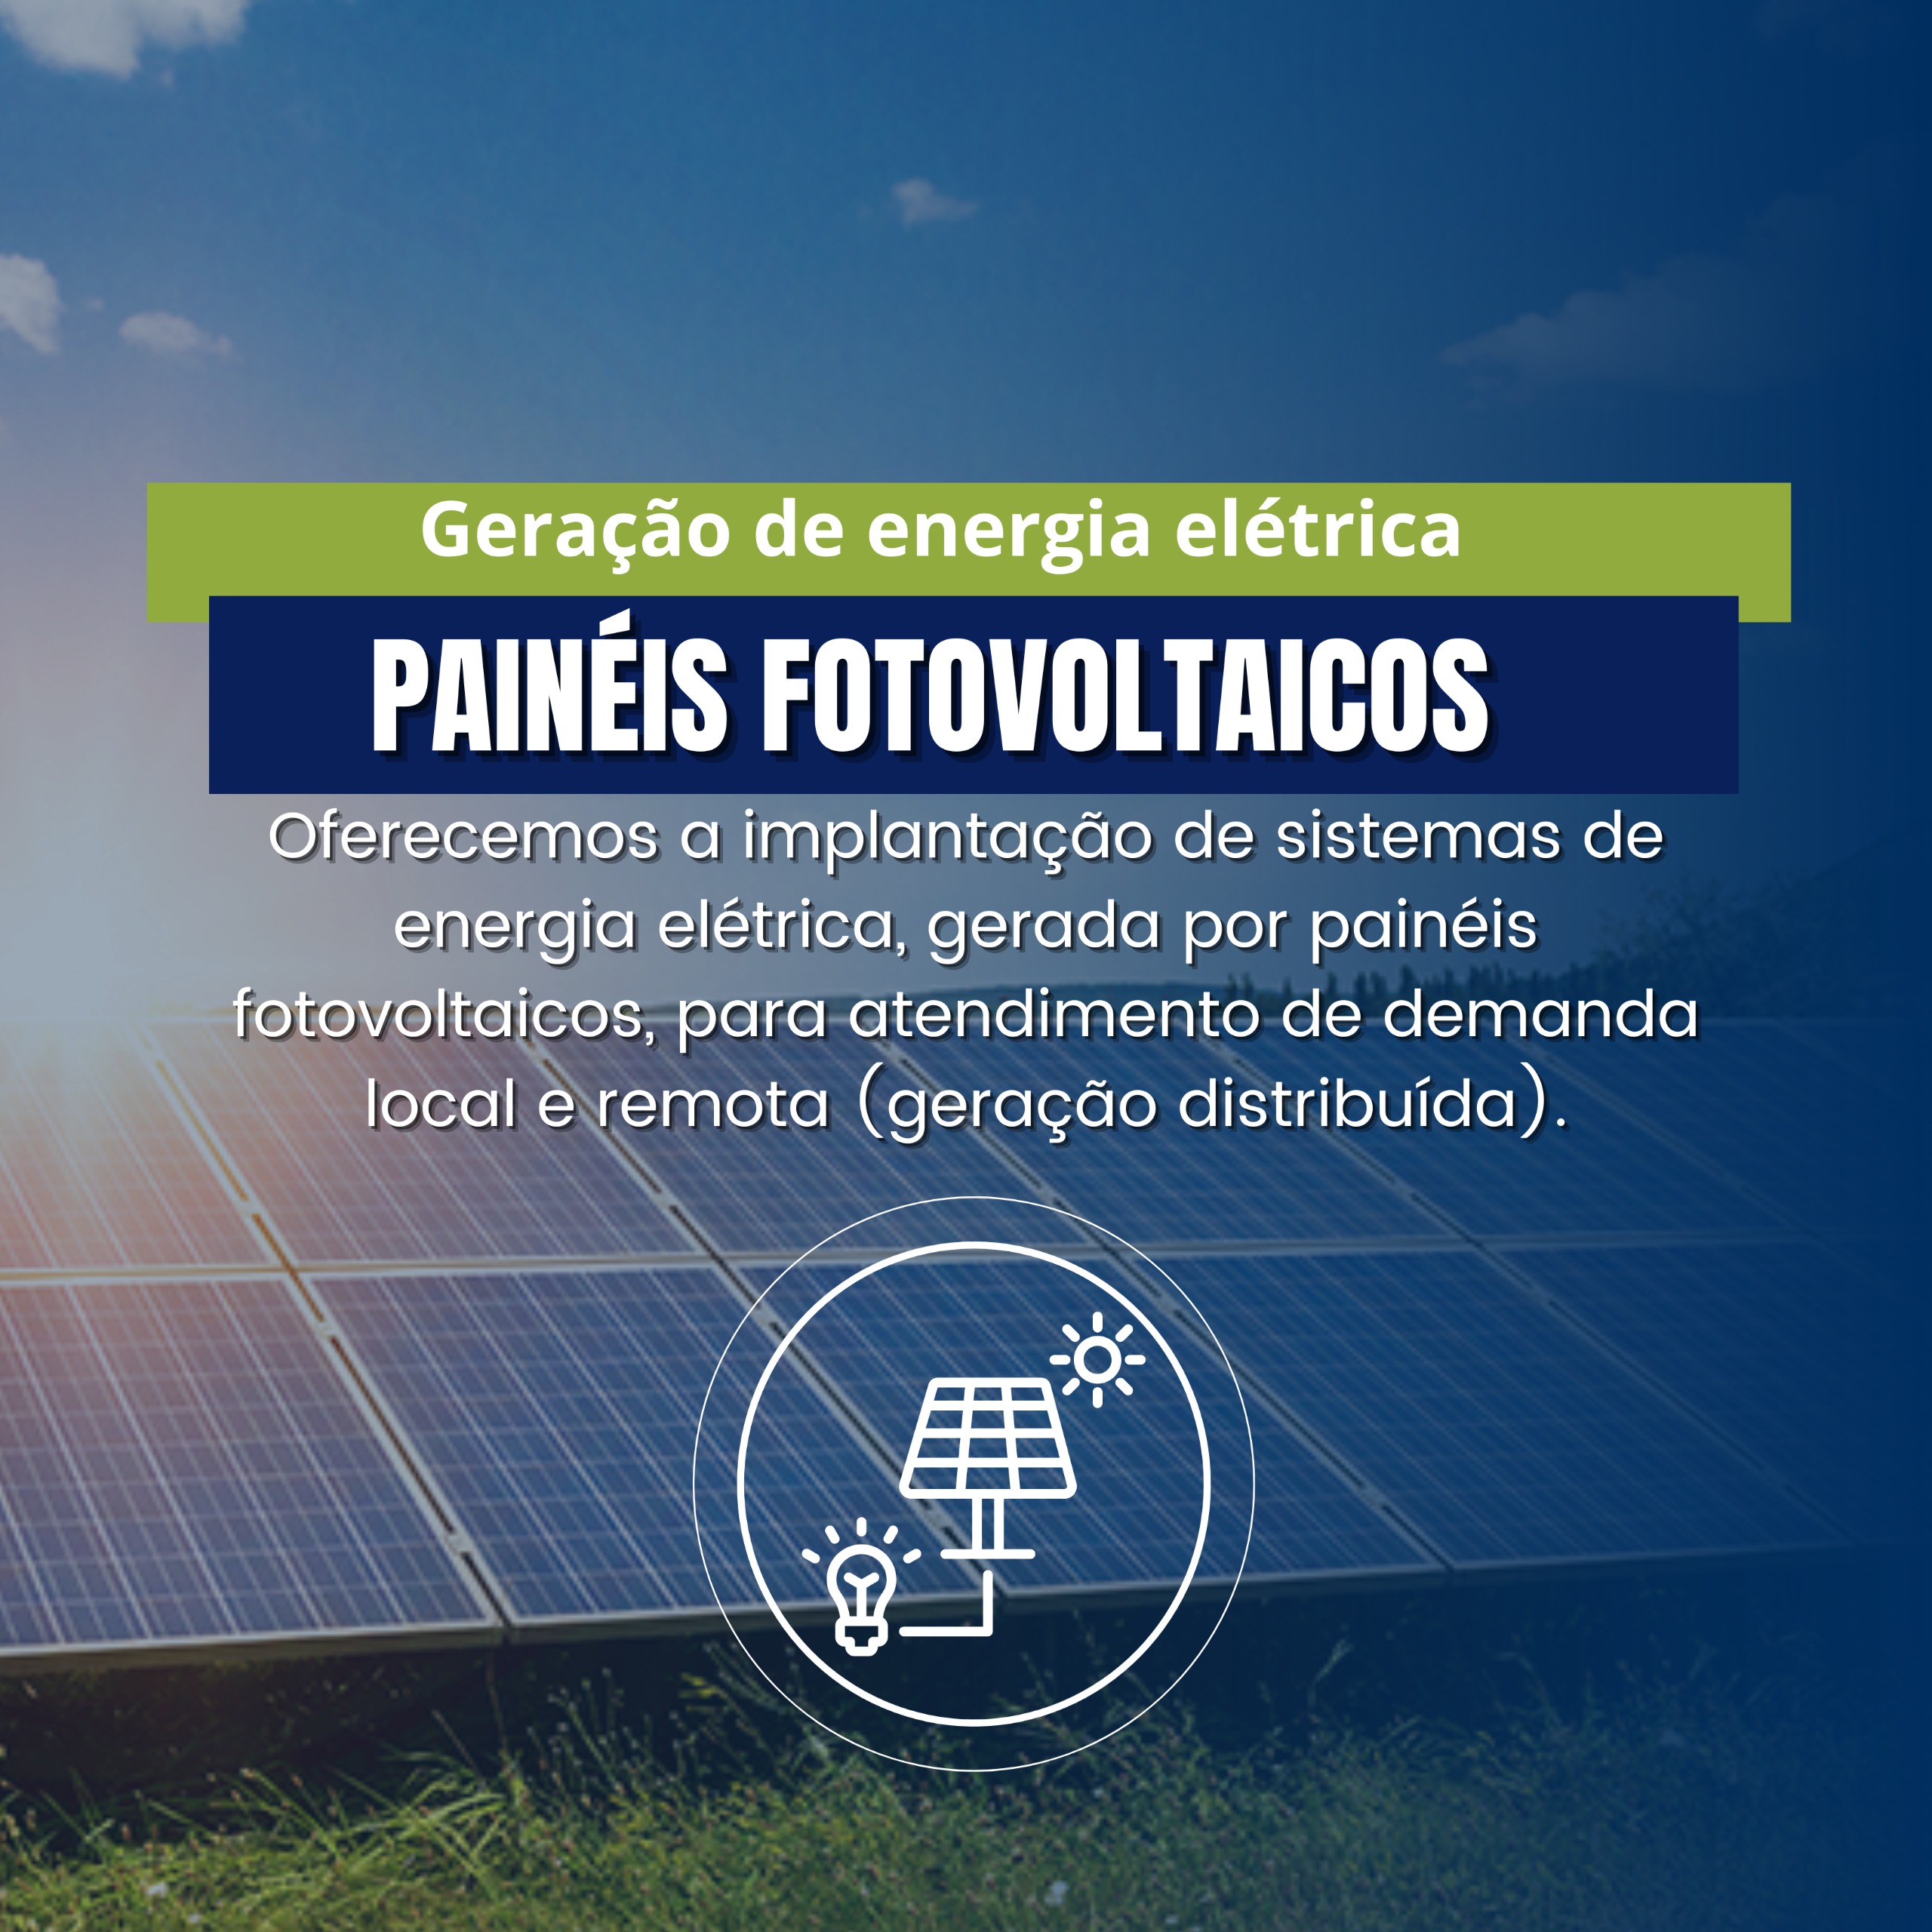 Geração de energia elétrica
PAINÉIS FOTOVOLTAICOS
Oferecemos a implantação de sistemas de
energia elétrica, gerada por painéis
fotovoltaicos, para atendimento de demanda
local e remota (geração distribuída).